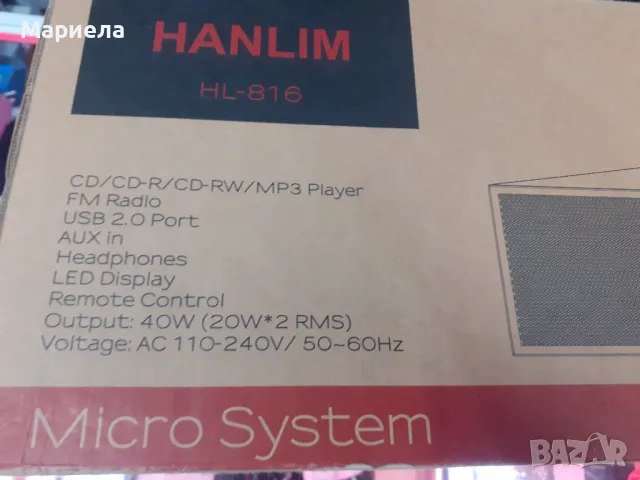 Мариела
HANLIM
HL-816
CD/CD-R/CD-RW/MP3 Player
FM Radio
USB 2.0 Port
AUX in
Headphones
LED Display
Remote Control
Output: 40W (20W*2 RMS)
Voltage: AC 110-240V/ 50~60Hz
Micro System
BAZAR